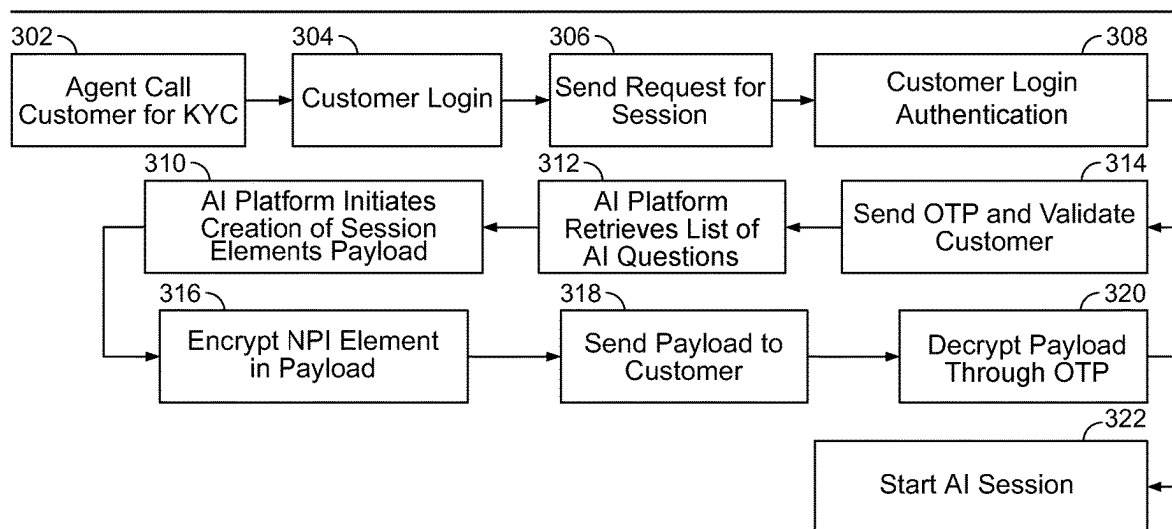 302
Agent Call
Customer for KYC
304
Customer Login
306
Send Request for
Session
308
Customer Login
Authentication
310
AI Platform Initiates
Creation of Session
Elements Payload
312
AI Platform
Retrieves List of
AI Questions
314
Send OTP and Validate
Customer
316
Encrypt NPI Element
in Payload
318
Send Payload to
Customer
320
Decrypt Payload
Through OTP
322
Start AI Session